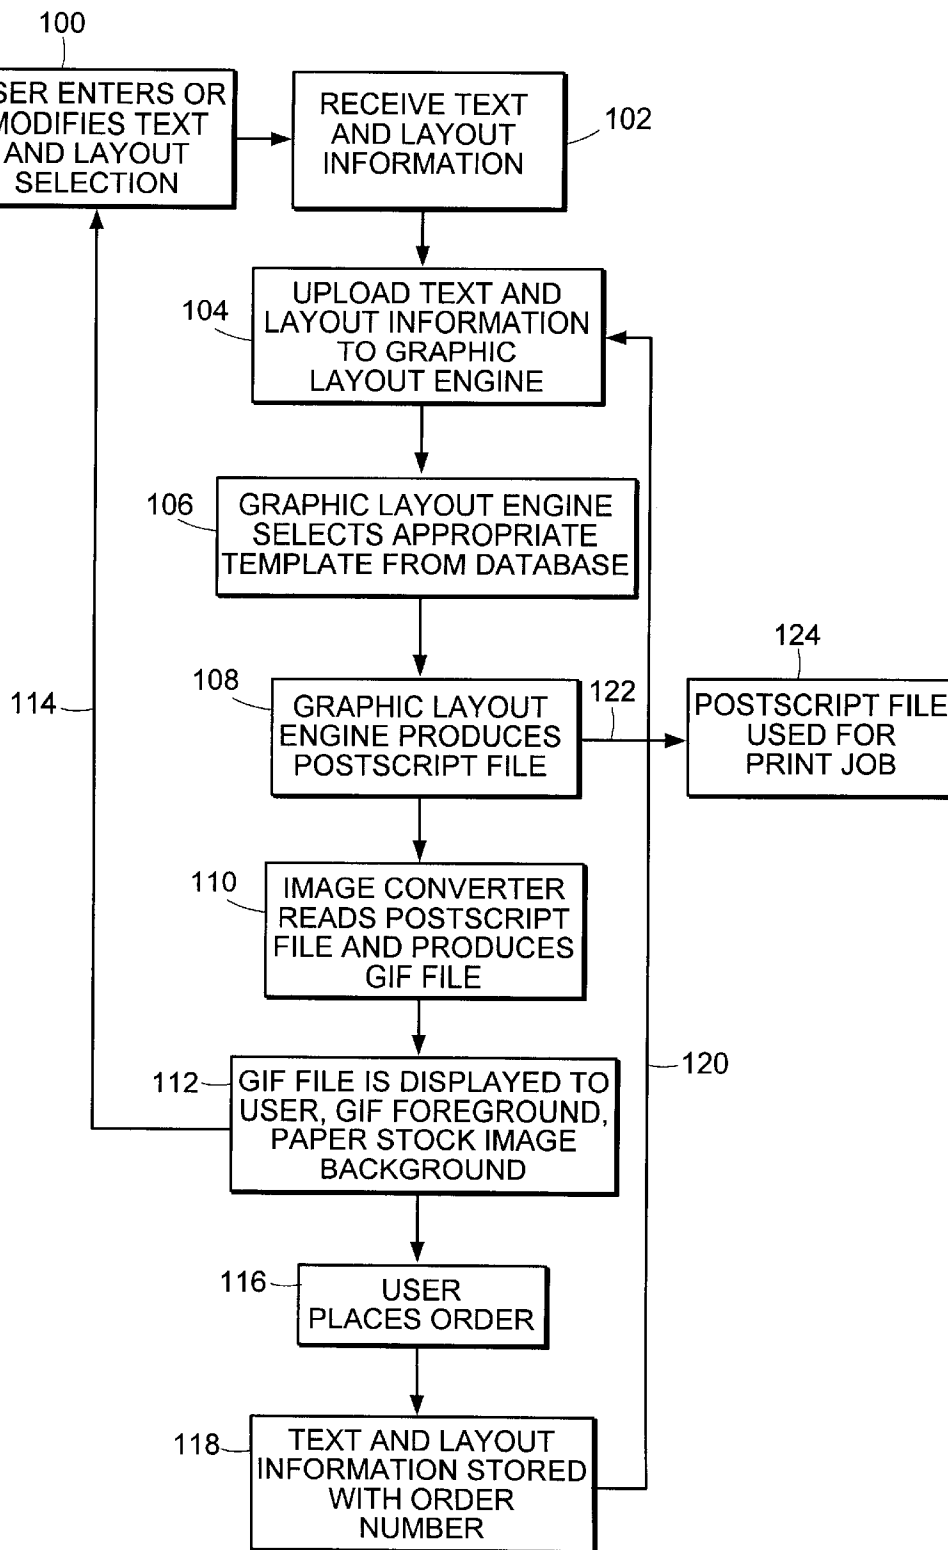 100
SER ENTERS OR
MODIFIES TEXT
AND LAYOUT
SELECTION
RECEIVE TEXT
AND LAYOUT
INFORMATION
102
104
UPLOAD TEXT AND
LAYOUT INFORMATION
TO GRAPHIC
LAYOUT ENGINE
106
GRAPHIC LAYOUT ENGINE
SELECTS APPROPRIATE
TEMPLATE FROM DATABASE
108
GRAPHIC LAYOUT
ENGINE PRODUCES
POSTSCRIPT FILE
122
124
POSTSCRIPT FILE
USED FOR
PRINT JOB
114
110
IMAGE CONVERTER
READS POSTSCRIPT
FILE AND PRODUCES
GIF FILE
112
GIF FILE IS DISPLAYED TO
USER, GIF FOREGROUND,
PAPER STOCK IMAGE
BACKGROUND
120
116
USER
PLACES ORDER
118
TEXT AND LAYOUT
INFORMATION STORED
WITH ORDER
NUMBER